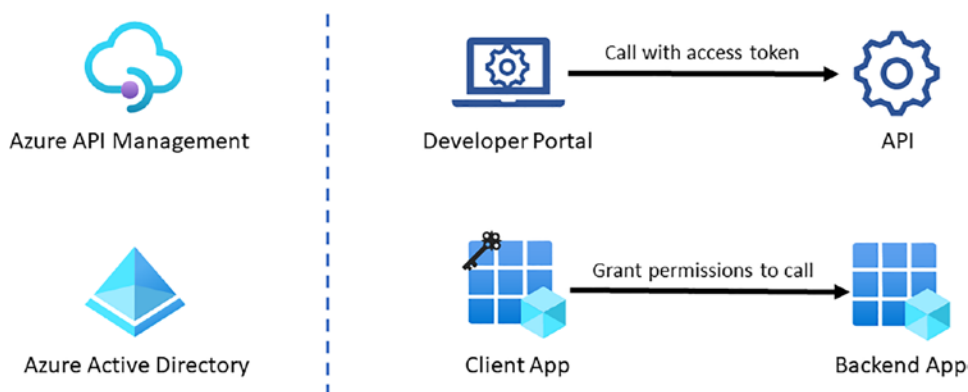 Azure API Management
Call with access token
Developer Portal
API
Azure Active Directory
Grant permissions to call
Client App
Backend App